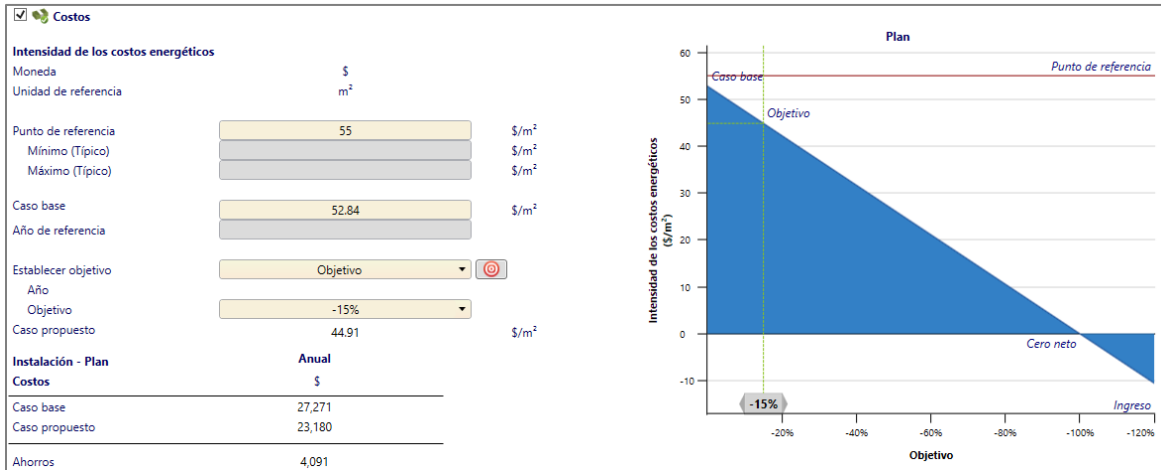 Costos
Intensidad de los costos energéticos
Moneda $
Unidad de referencia m²
Punto de referencia 55 $/m²
Mínimo (Típico) $/m²
Máximo (Típico) $/m²
Caso base 52.84 $/m²
Año de referencia
Establecer objetivo Objetivo
Año
Objetivo -15%
Caso propuesto 44.91 $/m²
Instalación - Plan Anual
Costos $
Caso base 27,271
Caso propuesto 23,180
Ahorros 4,091
Plan
60
50
40
30
20
10
0
-10
Intensidad de los costos energéticos
($/m²)
Punto de referencia
Caso base
Objetivo
Cero neto
Ingreso
-15%
-20% -40% -60% -80% -100% -120%
Objetivo